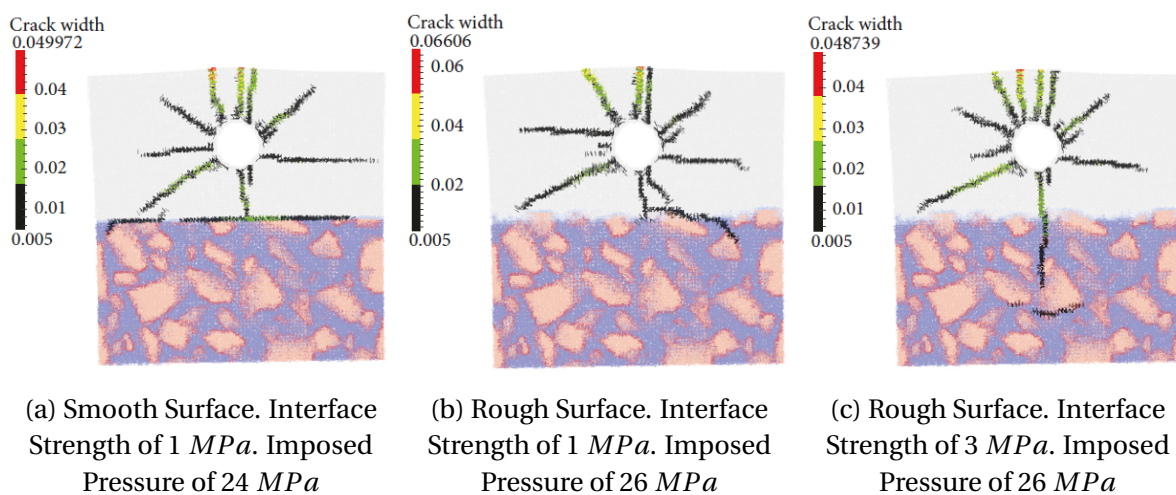 Crack width
0.049972
0.04
0.03
0.02
0.01
0.005
Crack width
0.06606
0.06
0.04
0.02
0.005
Crack width
0.048739
0.04
0.03
0.02
0.01
0.005
(a) Smooth Surface. Interface
Strength of 1 MPa. Imposed
Pressure of 24 MPa
(b) Rough Surface. Interface
Strength of 1 MPa. Imposed
Pressure of 26 MPa
(c) Rough Surface. Interface
Strength of 3 MPa. Imposed
Pressure of 26 MPa